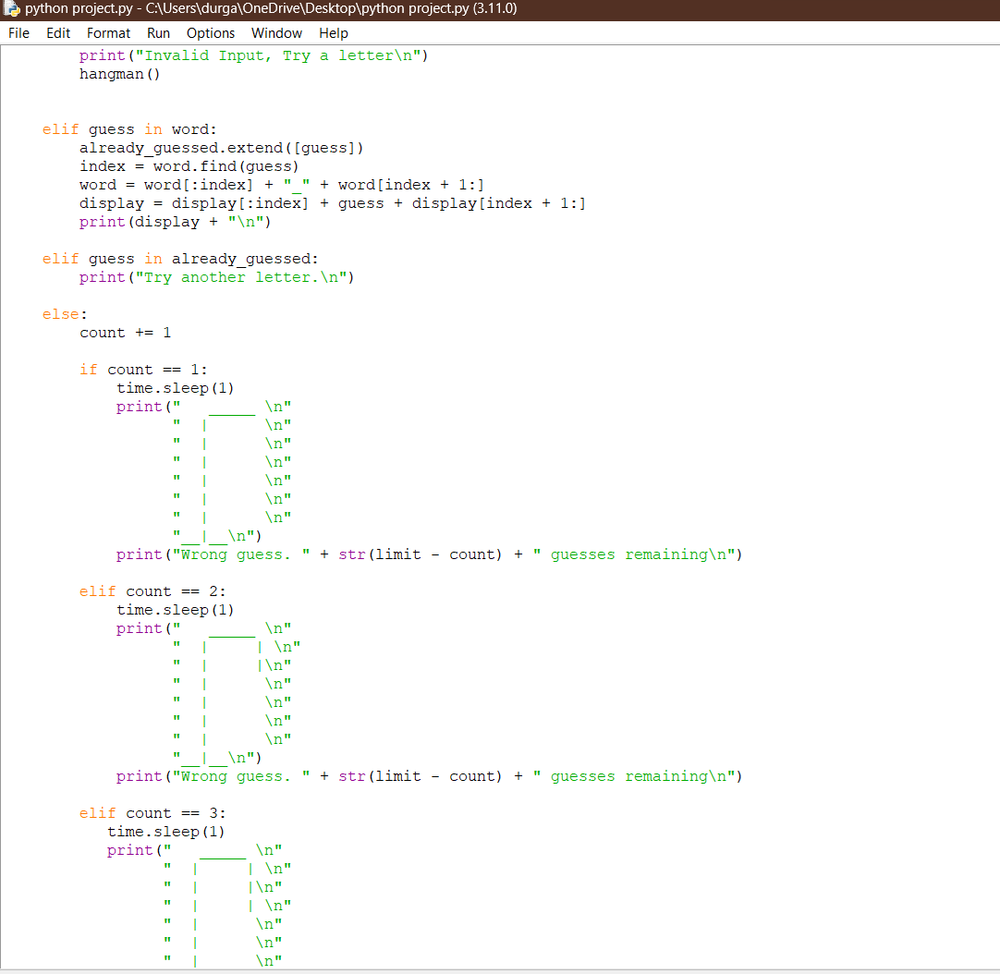 python project.py - C:\Users\durga\OneDrive\Desktop\python project.py (3.11.0)
File Edit Format Run Options Window Help
        print("Invalid Input, Try a letter\n")
        hangman()

    elif guess in word:
        already_guessed.extend([guess])
        index = word.find(guess)
        word = word[:index] + "_" + word[index + 1:]
        display = display[:index] + guess + display[index + 1:]
        print(display + "\n")

    elif guess in already_guessed:
        print("Try another letter.\n")

    else:
        count += 1

        if count == 1:
            time.sleep(1)
            print("   _____ \n"
                  "  |      \n"
                  "  |      \n"
                  "  |      \n"
                  "  |      \n"
                  "  |      \n"
                  "  |      \n"
                  "__|__\n")
            print("Wrong guess. " + str(limit - count) + " guesses remaining\n")

        elif count == 2:
            time.sleep(1)
            print("   _____ \n"
                  "  |     | \n"
                  "  |     |\n"
                  "  |      \n"
                  "  |      \n"
                  "  |      \n"
                  "  |      \n"
                  "__|__\n")
            print("Wrong guess. " + str(limit - count) + " guesses remaining\n")

        elif count == 3:
           time.sleep(1)
           print("   _____ \n"
                 "  |     | \n"
                 "  |     |\n"
                 "  |     | \n"
                 "  |      \n"
                 "  |      \n"
                 "  |      \n"